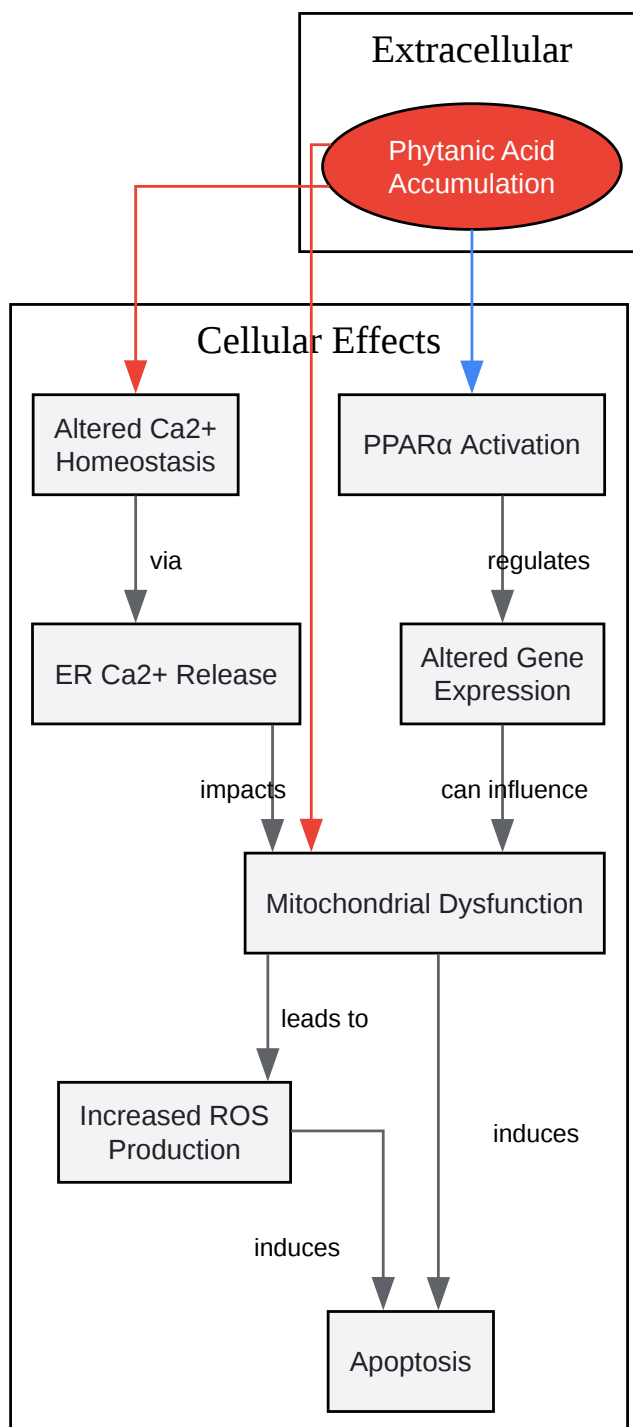 Extracellular
Phytanic Acid
Accumulation
Cellular Effects
Altered Ca2+
Homeostasis
PPARα Activation
via
regulates
ER Ca2+ Release
Altered Gene
Expression
impacts
can influence
Mitochondrial Dysfunction
leads to
Increased ROS
Production
induces
induces
Apoptosis